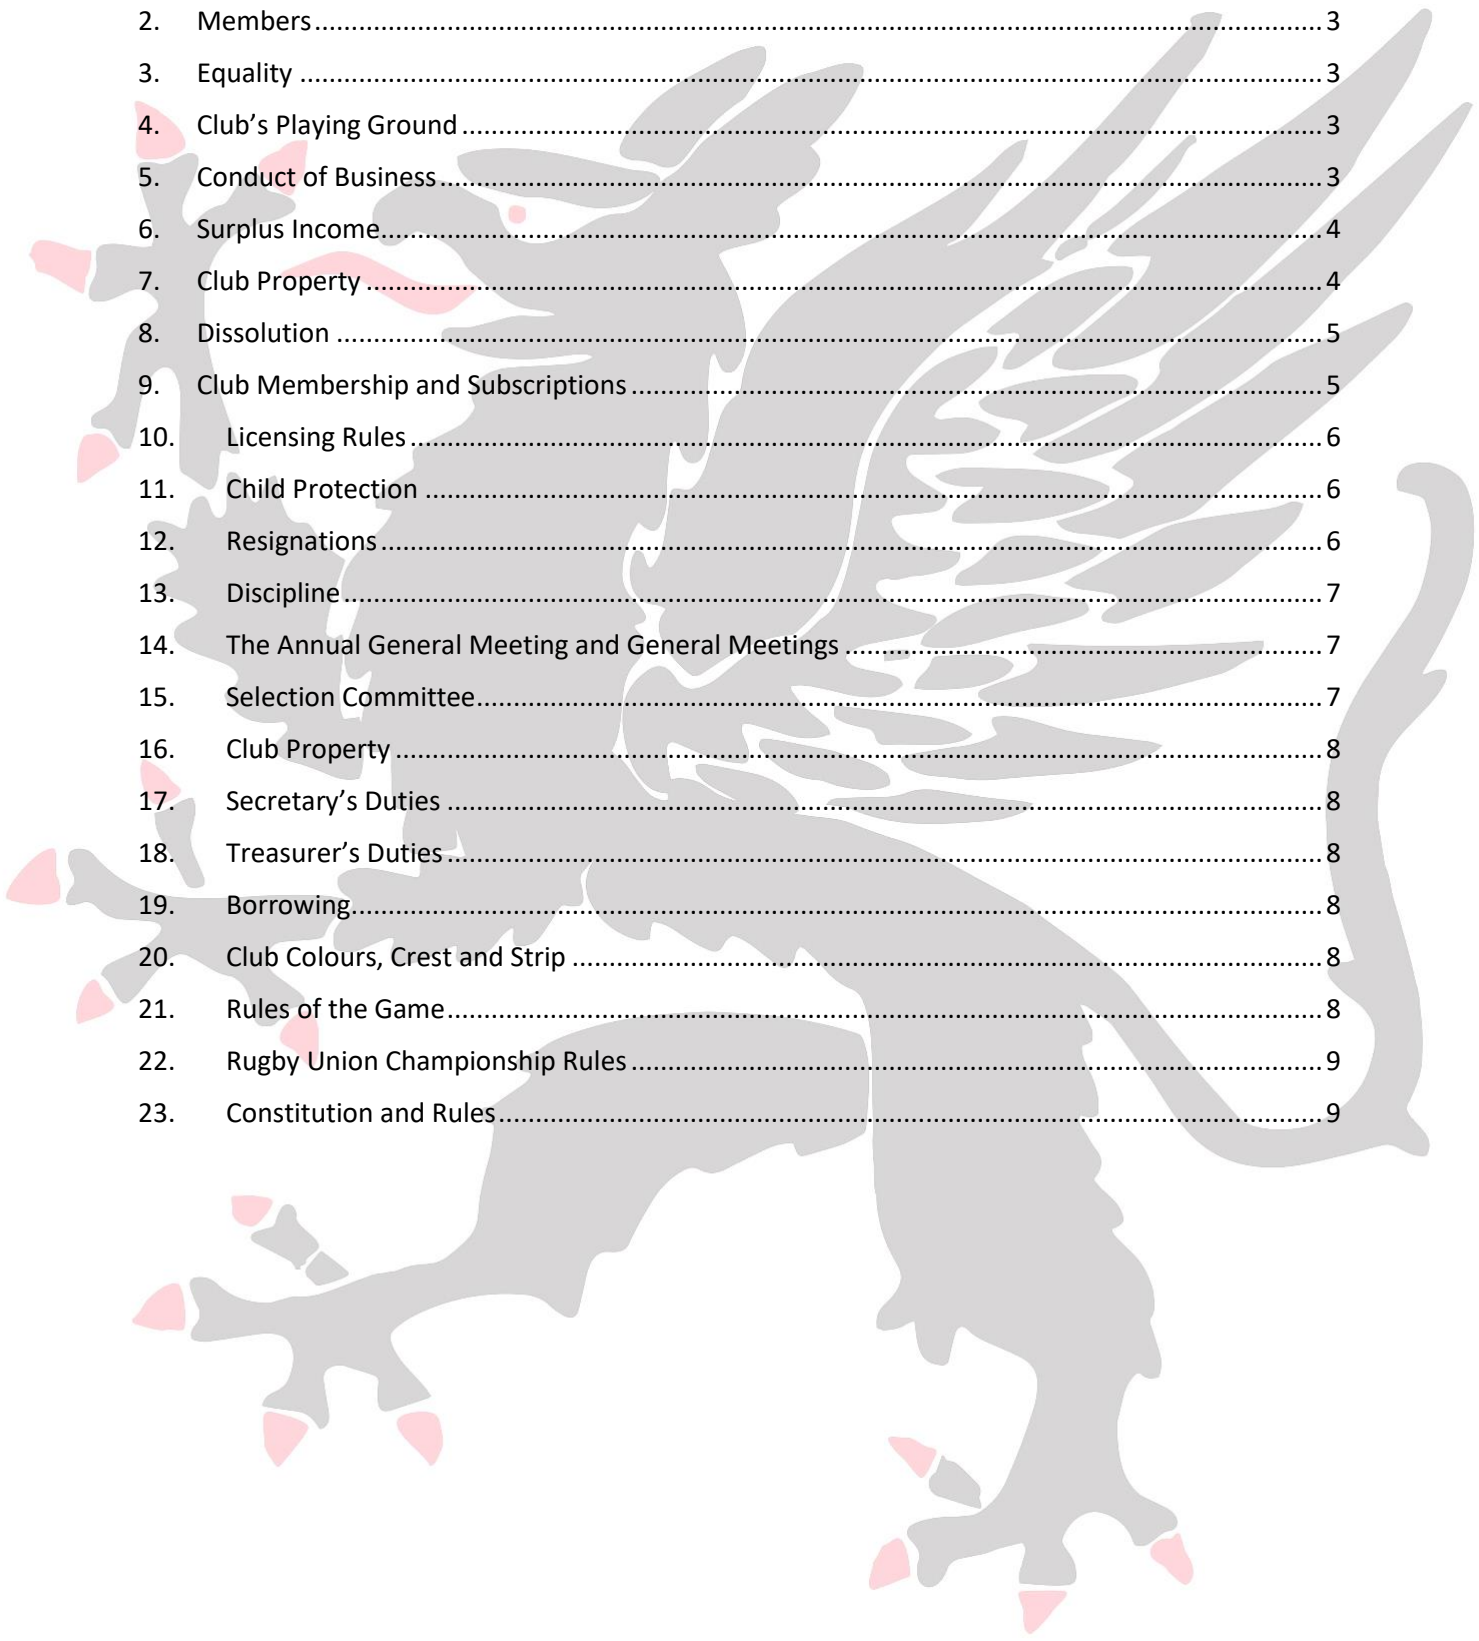 2. Members 3
3. Equality 3
4. Club’s Playing Ground 3
5. Conduct of Business 3
6. Surplus Income 4
7. Club Property 4
8. Dissolution 5
9. Club Membership and Subscriptions 5
10. Licensing Rules 6
11. Child Protection 6
12. Resignations 6
13. Discipline 7
14. The Annual General Meeting and General Meetings 7
15. Selection Committee 7
16. Club Property 8
17. Secretary’s Duties 8
18. Treasurer’s Duties 8
19. Borrowing 8
20. Club Colours, Crest and Strip 8
21. Rules of the Game 8
22. Rugby Union Championship Rules 9
23. Constitution and Rules 9